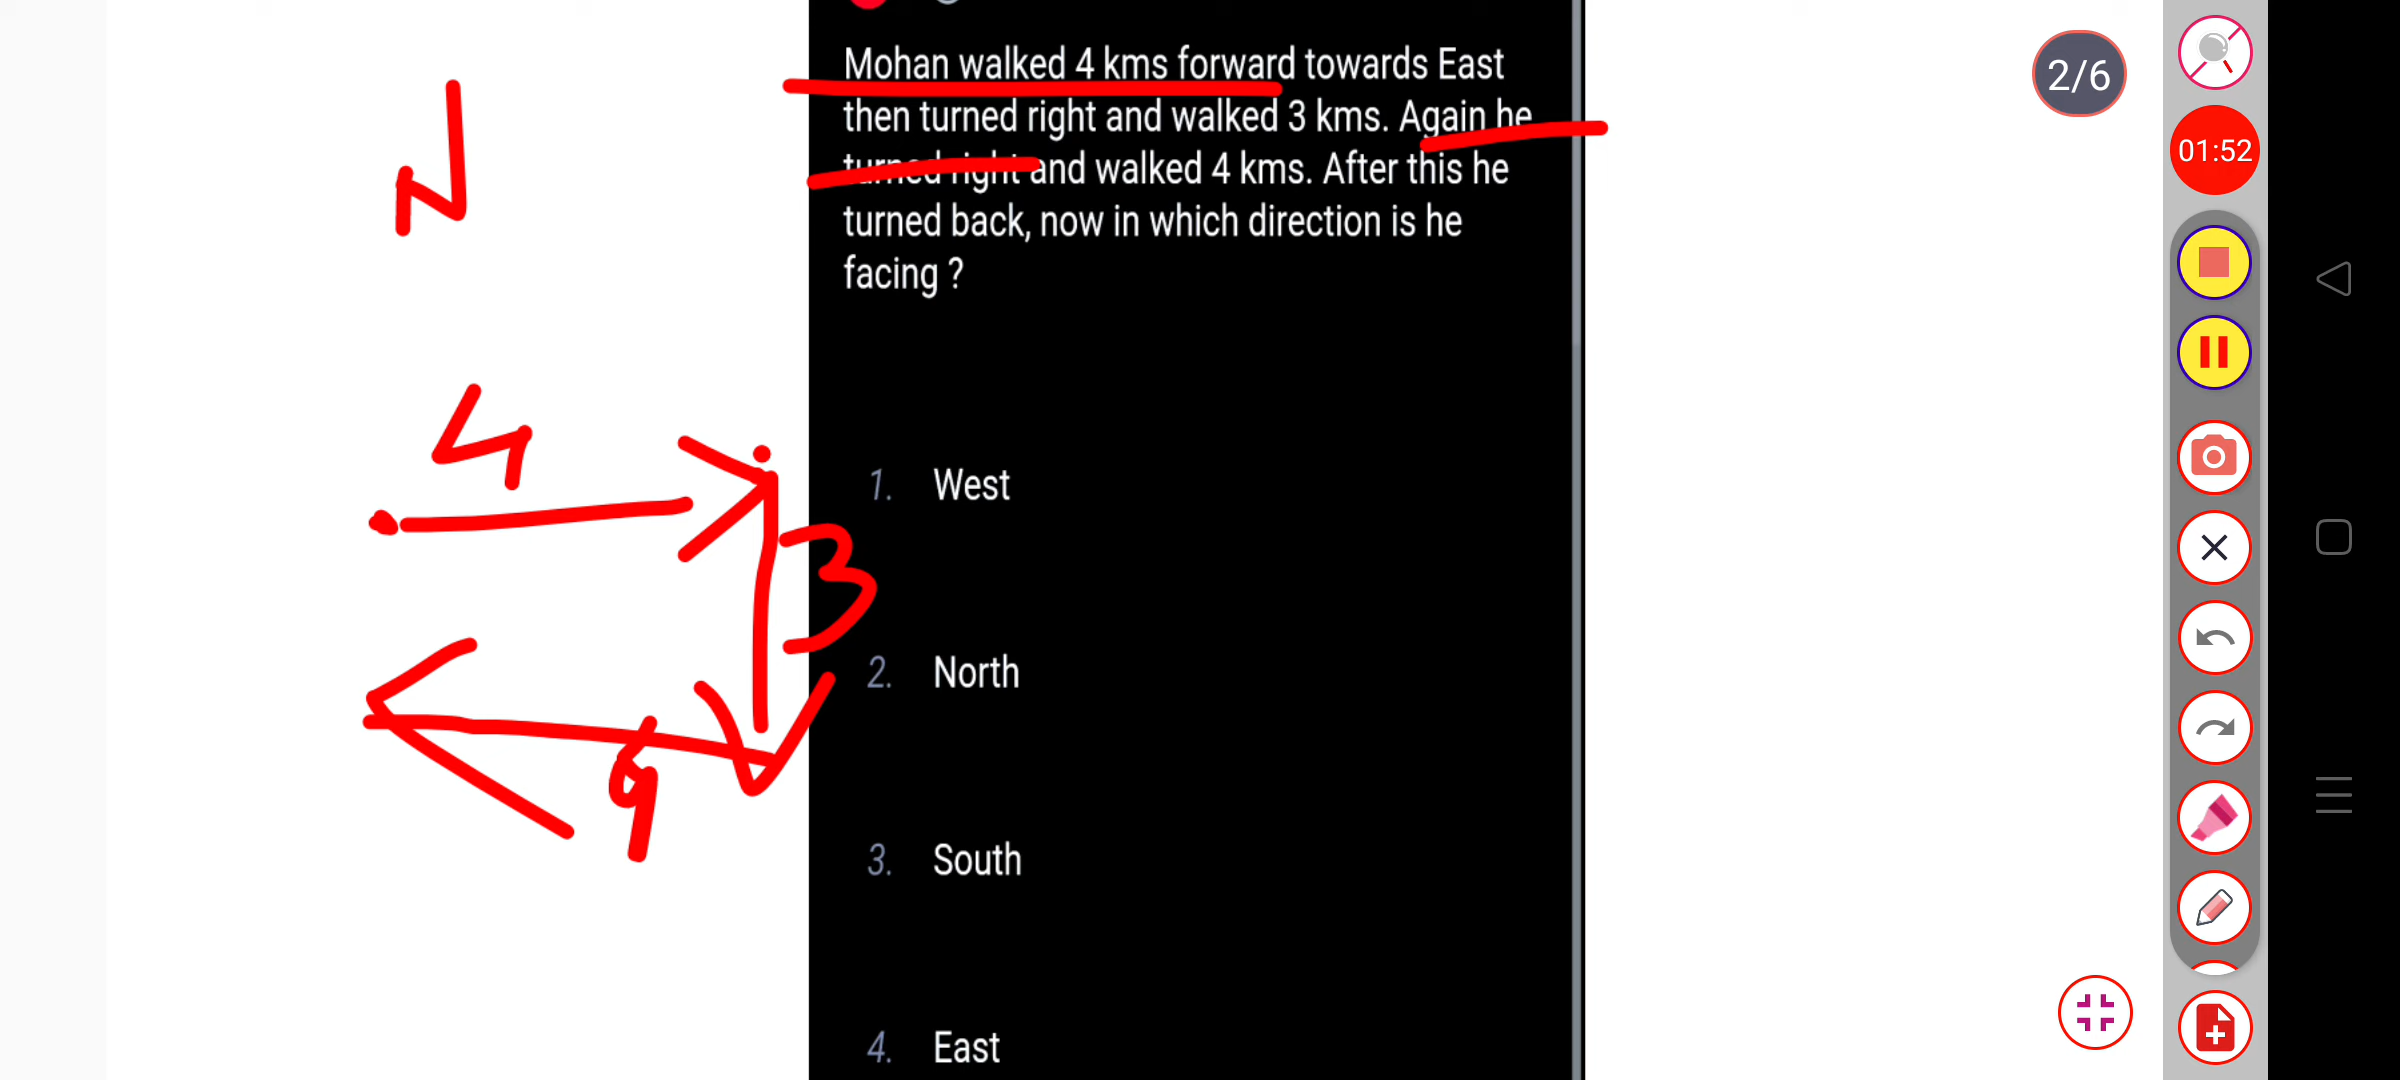 Mohan walked 4 kms forward towards East
then turned right and walked 3 kms. Again he
turned right and walked 4 kms. After this he
turned back, now in which direction is he
facing ?
1. West
2. North
3. South
4. East
N
4
3
4
2/6
01:52